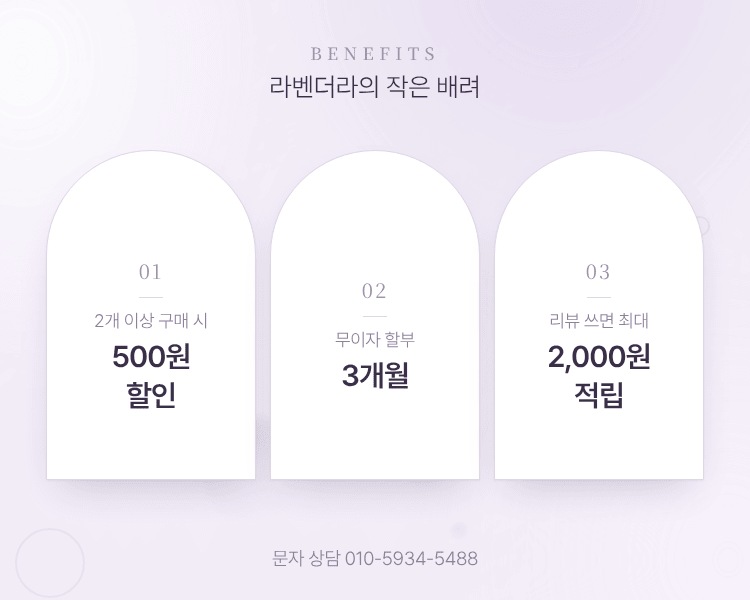 BENEFITS
라벤더라의 작은 배려
01
2개 이상 구매 시
500원
할인
02
무이자 할부
3개월
03
리뷰 쓰면 최대
2,000원
적립
문자 상담 010-5934-5488